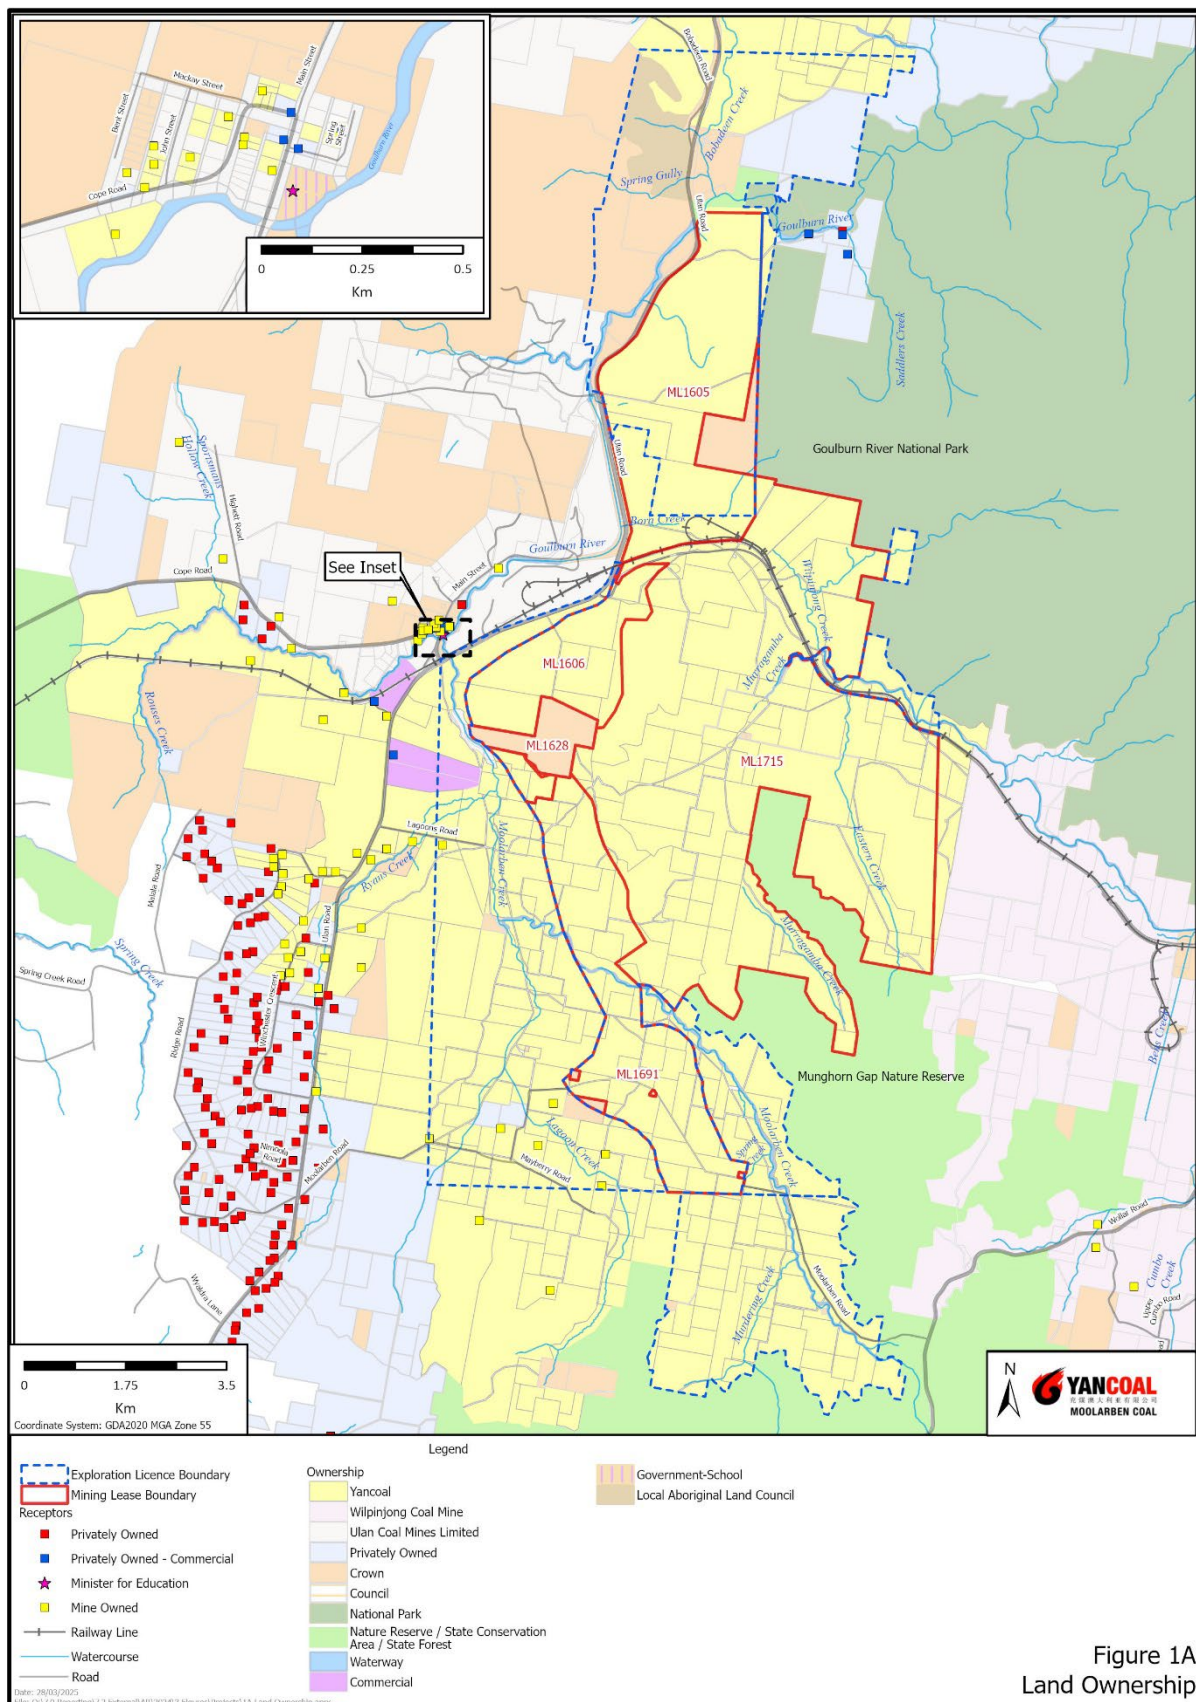 Mackay Street
Main Street
Bent Street
John Street
Spring Street
Goulburn River
Cope Road
0 0.25 0.5
Km
Bobadeen Road
Bobadeen Creek
Spring Gully
Ulan Road
Goulburn River
Saddlers Creek
ML1605
Goulburn River National Park
Sportsmans Hollow Creek
Highett Road
Ulan Road
Bora Creek
Goulburn River
See Inset
Main Street
Cope Road
Wilpinjong Creek
Murragamba Creek
ML1606
Rouses Creek
ML1628
ML1715
Lagoons Road
Ryans Creek
Moolarben Creek
Eastern Creek
Ulan Road
Murragamba Creek
Spring Creek
Spring Creek Road
Winchester Crescent
Ridge Road
Bens Creek
ML1691
Munghorn Gap Nature Reserve
Moolarben Creek
Lagoon Creek
Spring Creek
Nimoola Road
Moolarben Road
Mayberry Road
Wollar Road
Cumbo Creek
Upper Cumbo Road
Moolarben Road
Murdering Creek
Wyaldra Lane
0 1.75 3.5
Km
Coordinate System: GDA2020 MGA Zone 55
N
YANCOAL
MOOLARBEN COAL
Legend
Exploration Licence Boundary
Mining Lease Boundary
Receptors
Privately Owned
Privately Owned - Commercial
Minister for Education
Mine Owned
Railway Line
Watercourse
Road
Ownership
Yancoal
Wilpinjong Coal Mine
Ulan Coal Mines Limited
Privately Owned
Crown
Council
National Park
Nature Reserve / State Conservation
Area / State Forest
Waterway
Commercial
Government-School
Local Aboriginal Land Council
Date: 28/03/2025
Figure 1A
Land Ownership